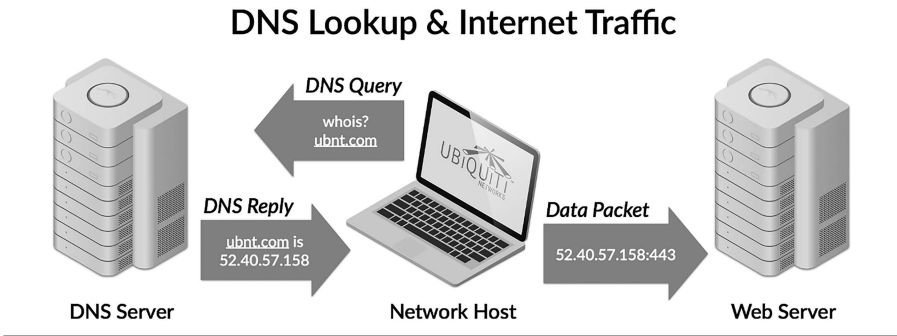 DNS Lookup & Internet Traffic
DNS Query
whois?
ubnt.com
UBIQUITI
NETWORKS
DNS Reply
ubnt.com is
52.40.57.158
Data Packet
52.40.57.158:443
DNS Server
Network Host
Web Server